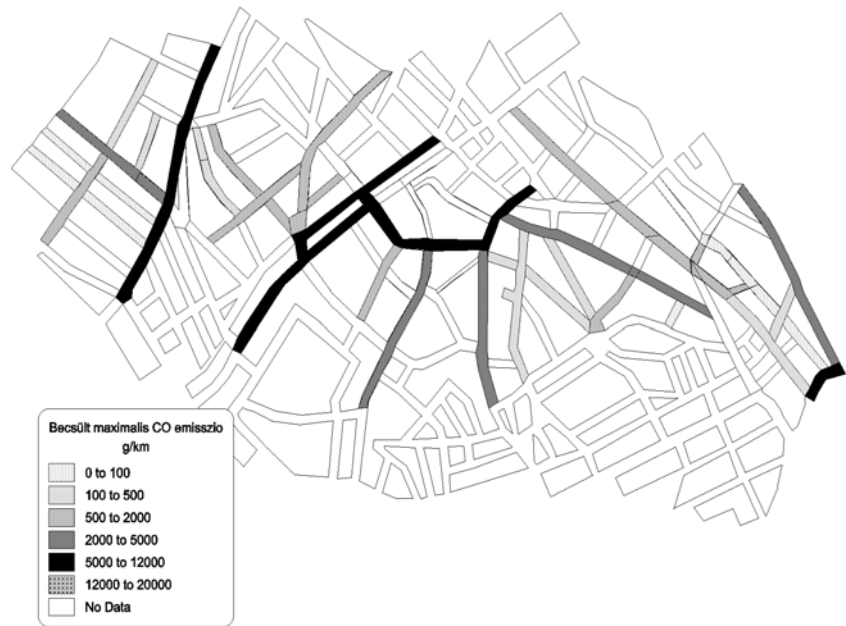 Becsült maximalis CO emisszio
g/km
0 to 100
100 to 500
500 to 2000
2000 to 5000
5000 to 12000
12000 to 20000
No Data